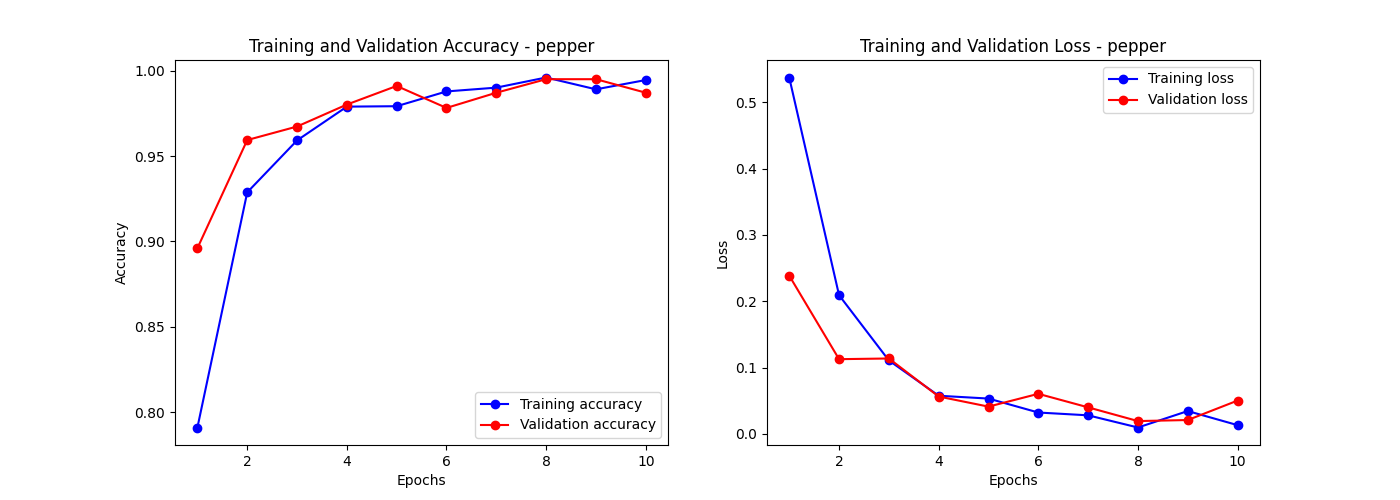 Training and Validation Accuracy - pepper
Accuracy
1.00
0.95
0.90
0.85
0.80
2
4
6
8
10
Epochs
Training accuracy
Validation accuracy
Training and Validation Loss - pepper
Loss
0.5
0.4
0.3
0.2
0.1
0.0
2
4
6
8
10
Epochs
Training loss
Validation loss